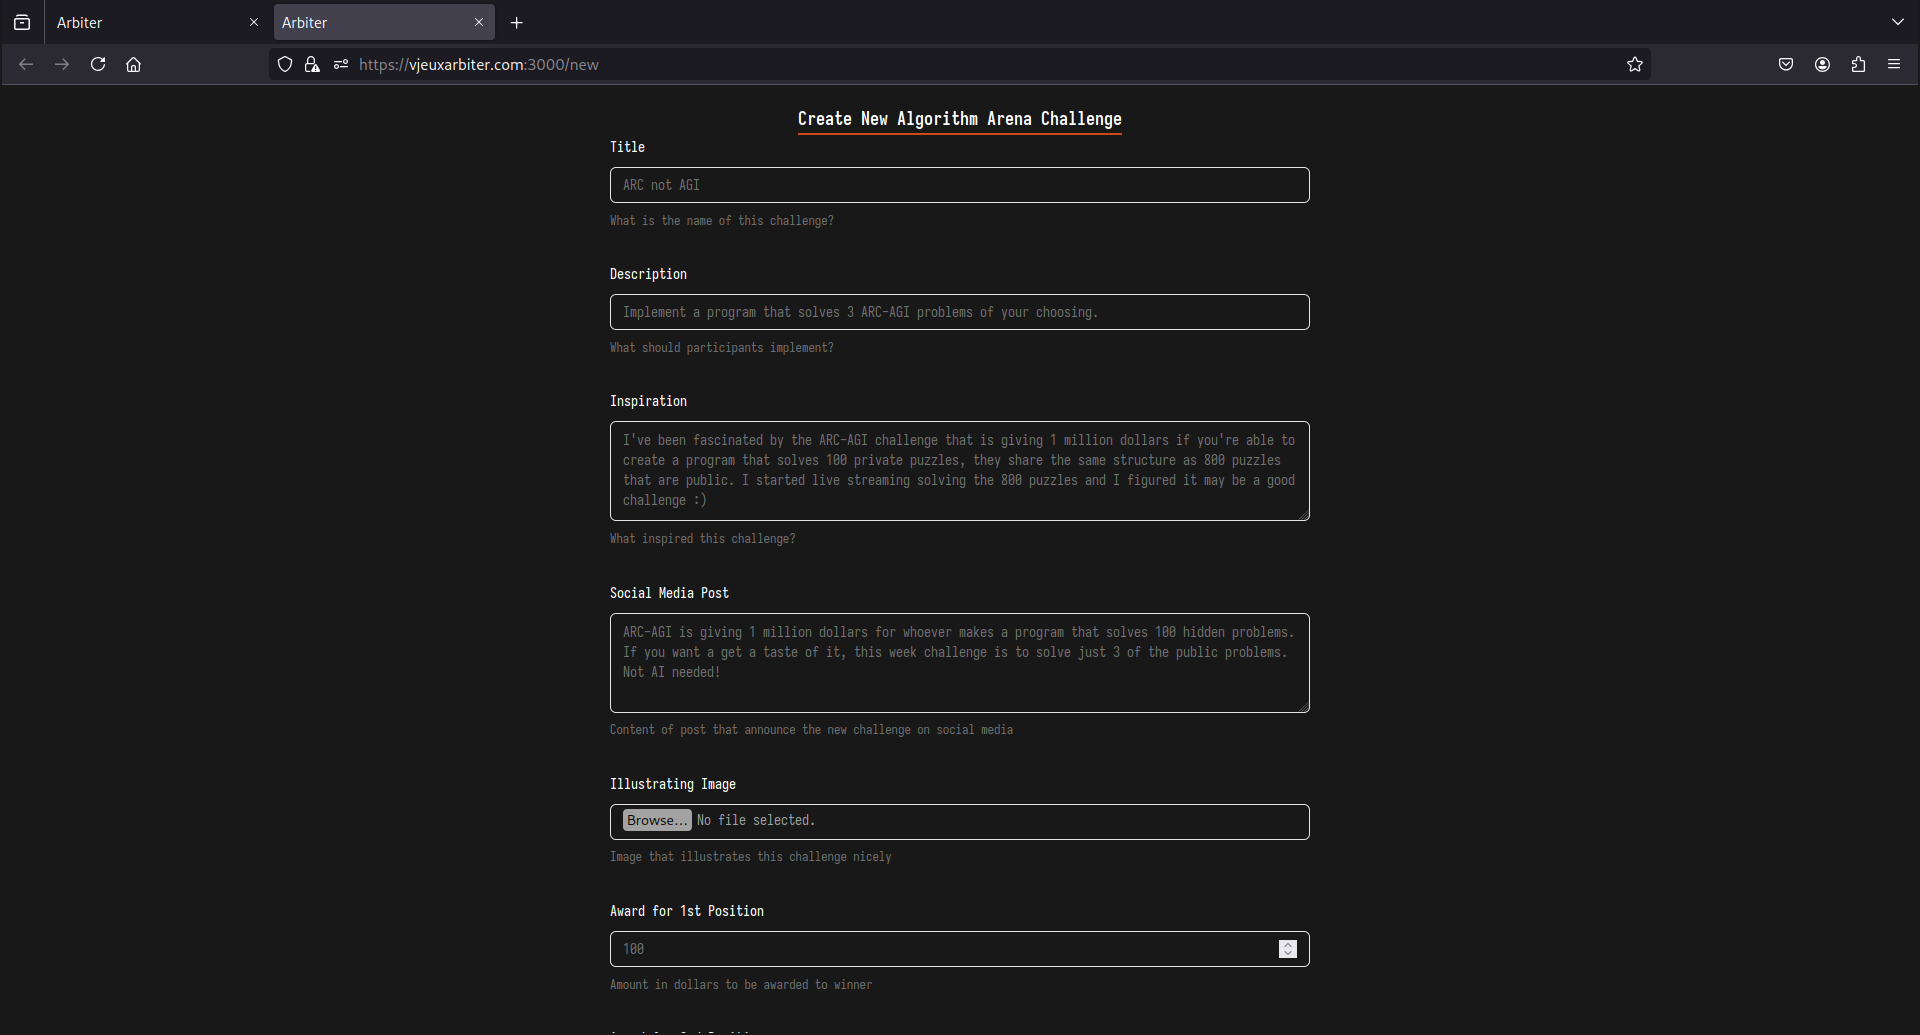 Arbiter
Arbiter
https://vjeuxarbiter.com:3000/new
Create New Algorithm Arena Challenge
Title
ARC not AGI
What is the name of this challenge?
Description
Implement a program that solves 3 ARC-AGI problems of your choosing.
What should participants implement?
Inspiration
I've been fascinated by the ARC-AGI challenge that is giving 1 million dollars if you're able to
create a program that solves 100 private puzzles, they share the same structure as 800 puzzles
that are public. I started live streaming solving the 800 puzzles and I figured it may be a good
challenge :)
What inspired this challenge?
Social Media Post
ARC-AGI is giving 1 million dollars for whoever makes a program that solves 100 hidden problems.
If you want a get a taste of it, this week challenge is to solve just 3 of the public problems.
Not AI needed!
Content of post that announce the new challenge on social media
Illustrating Image
Browse... No file selected.
Image that illustrates this challenge nicely
Award for 1st Position
100
Amount in dollars to be awarded to winner